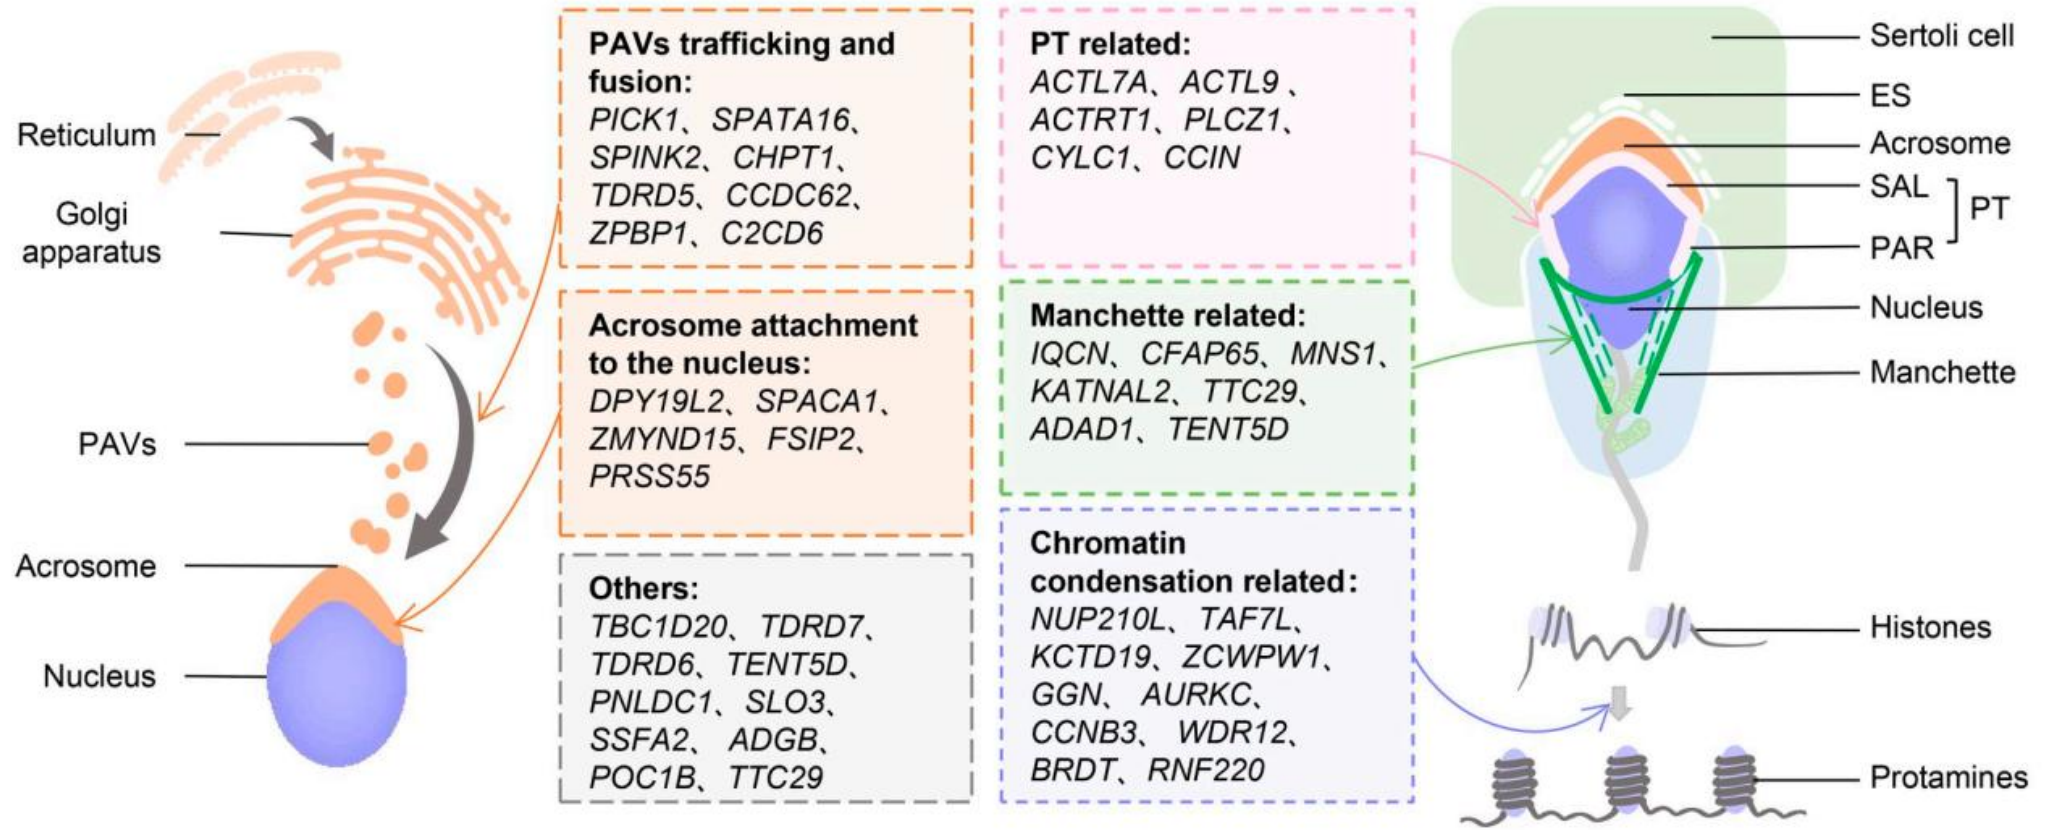 Reticulum
Golgi
apparatus
PAVs
Acrosome
Nucleus
PAVs trafficking and
fusion:
PICK1、SPATA16、
SPINK2、CHPT1、
TDRD5、CCDC62、
ZPBP1、C2CD6
Acrosome attachment
to the nucleus:
DPY19L2、SPACA1、
ZMYND15、FSIP2、
PRSS55
Others:
TBC1D20、TDRD7、
TDRD6、TENT5D、
PNLDC1、SLO3、
SSFA2、ADGB、
POC1B、TTC29
PT related:
ACTL7A、ACTL9、
ACTRT1、PLCZ1、
CYLC1、CCIN
Manchette related:
IQCN、CFAP65、MNS1、
KATNAL2、TTC29、
ADAD1、TENT5D
Chromatin
condensation related:
NUP210L、TAF7L、
KCTD19、ZCWPW1、
GGN、AURKC、
CCNB3、WDR12、
BRDT、RNF220
Sertoli cell
ES
Acrosome
SAL
PT
PAR
Nucleus
Manchette
Histones
Protamines